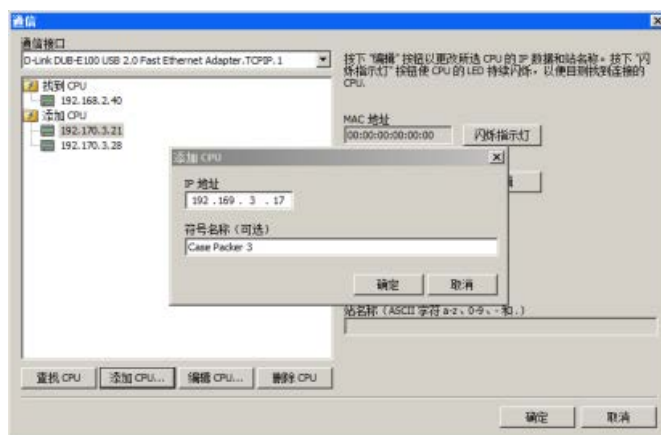 通信
通信接口
D-Link DUB-E100 USB 2.0 Fast Ethernet Adapter.TCPIP.1
找到 CPU
192.168.2.40
添加 CPU
192.170.3.21
192.170.3.28
按下 "编辑" 按钮以更改所选 CPU 的 IP 数据和站名称。按下 "闪
烁指示灯" 按钮使 CPU 的 LED 持续闪烁，以便目测找到连接的
CPU.
MAC 地址
00:00:00:00:00:00
闪烁指示灯
添加 CPU
IP 地址
192 . 169 . 3 . 17
符号名称（可选）
Case Packer 3
确定
取消
站名称（ASCII 字符 a-z、0-9、- 和 .）
查找 CPU
添加 CPU...
编辑 CPU...
删除 CPU
确定
取消